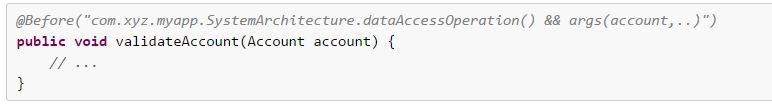 @Before("com.xyz.myapp.SystemArchitecture.dataAccessOperation() && args(account,..)")
public void validateAccount(Account account) {
    // ...
}